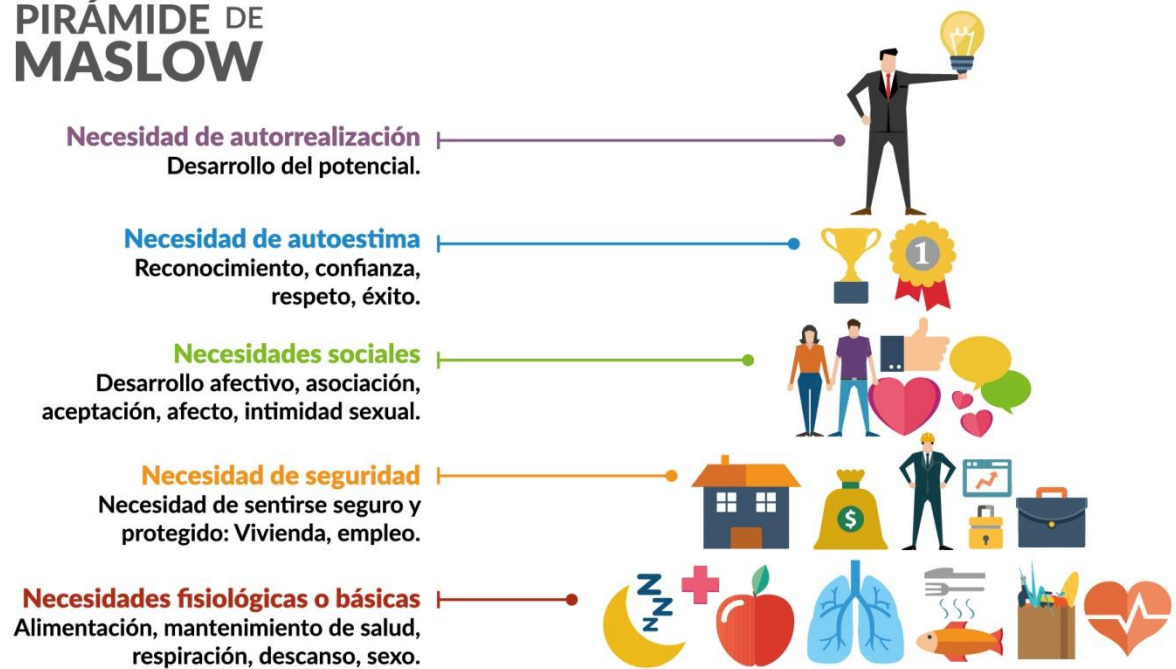 PIRÁMIDE DE
MASLOW
Necesidad de autorrealización
Desarrollo del potencial.
Necesidad de autoestima
Reconocimiento, confianza,
respeto, éxito.
1
Necesidades sociales
Desarrollo afectivo, asociación,
aceptación, afecto, intimidad sexual.
Necesidad de seguridad
Necesidad de sentirse seguro y
protegido: Vivienda, empleo.
$
Necesidades fisiológicas o básicas
Alimentación, mantenimiento de salud,
respiración, descanso, sexo.
Z
Z
Z
Z